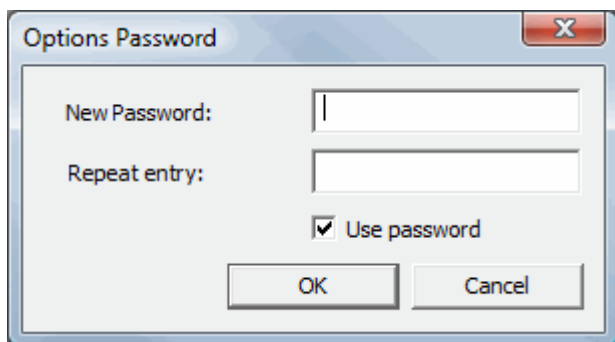 Options Password
New Password:
Repeat entry:
Use password
OK
Cancel